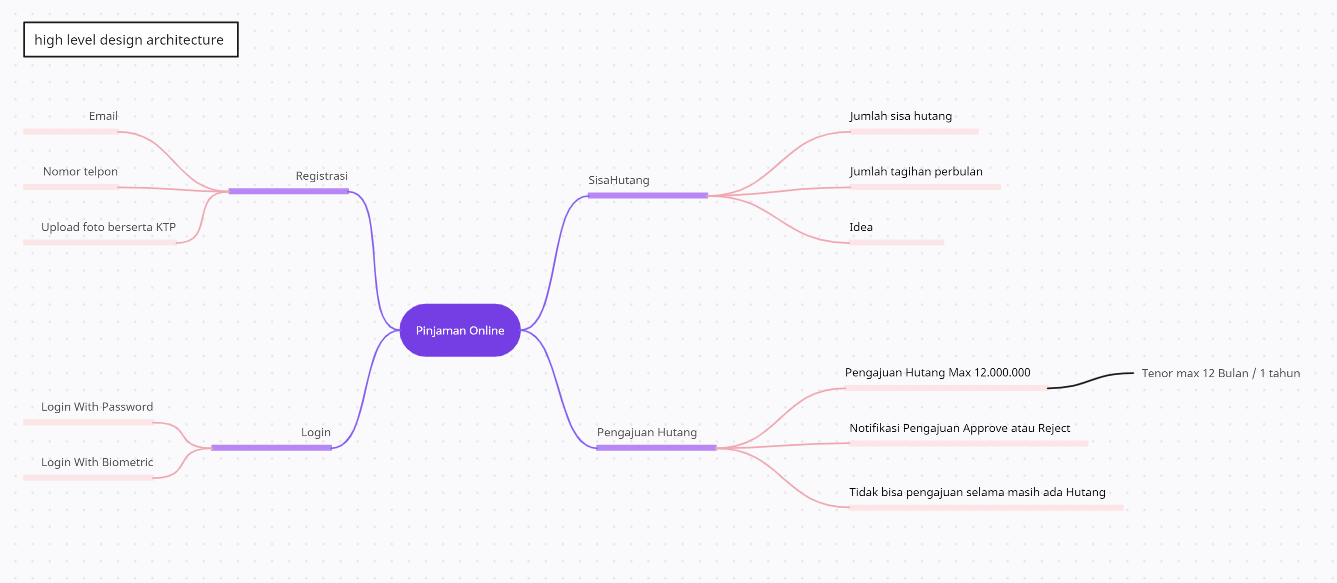 high level design architecture
Email
Nomor telpon
Upload foto berserta KTP
Registrasi
SisaHutang
Jumlah sisa hutang
Jumlah tagihan perbulan
Idea
Pinjaman Online
Login With Password
Login With Biometric
Login
Pengajuan Hutang
Pengajuan Hutang Max 12.000.000
Tenor max 12 Bulan / 1 tahun
Notifikasi Pengajuan Approve atau Reject
Tidak bisa pengajuan selama masih ada Hutang